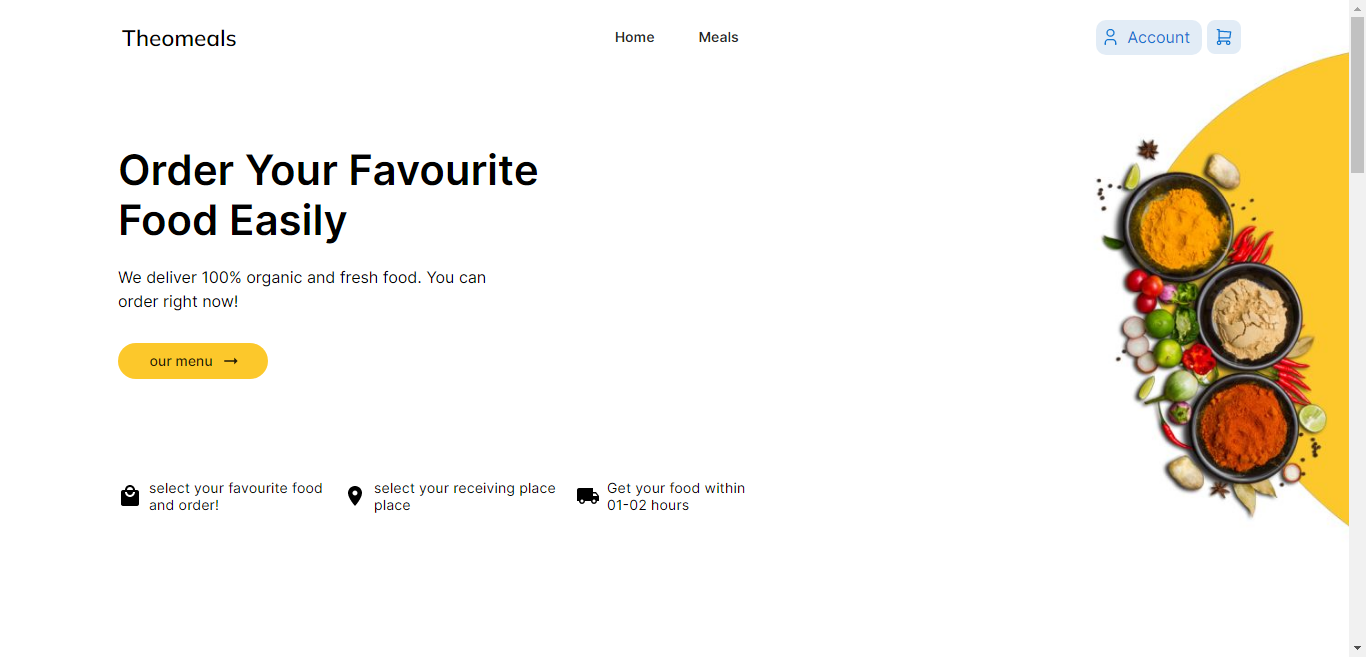 Theomeals
Home
Meals
Account
Order Your Favourite
Food Easily
We deliver 100% organic and fresh food. You can
order right now!
our menu
select your favourite food
and order!
select your receiving place
place
Get your food within
01-02 hours